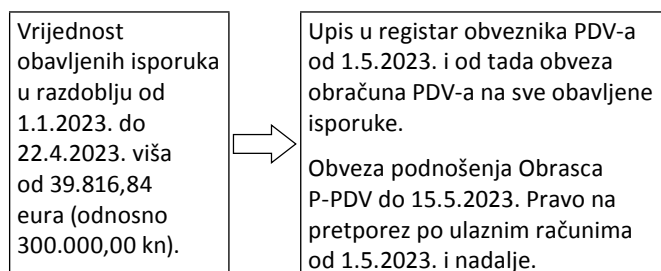 Vrijednost
obavljenih isporuka
u razdoblju od
1.1.2023. do
22.4.2023. viša
od 39.816,84
eura (odnosno
300.000,00 kn).
Upis u registar obveznika PDV-a
od 1.5.2023. i od tada obveza
obračuna PDV-a na sve obavljene
isporuke.
Obveza podnošenja Obrasca
P-PDV do 15.5.2023. Pravo na
pretporez po ulaznim računima
od 1.5.2023. i nadalje.